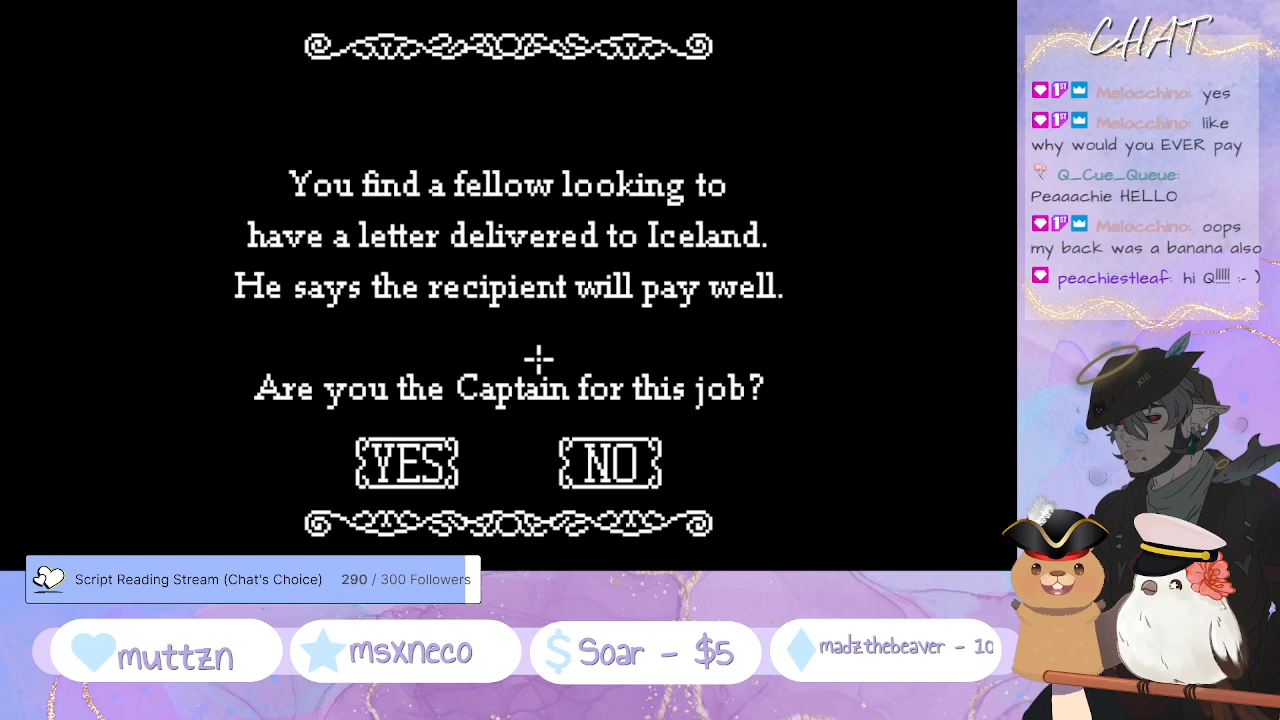 You find a fellow looking to
have a letter delivered to Iceland.
He says the recipient will pay well.
Are you the Captain for this job?
YES NO
CHAT
1ST Melocchino: yes
1ST Melocchino: like
why would you EVER pay
Q_Cue_Queue:
Peaaachie HELLO
1ST Melocchino: oops
my back was a banana also
peachiestleaf: hi Q!!!!! :- )
XIII
Script Reading Stream (Chat's Choice) 290 / 300 Followers
muttzn msxneco $ Soar - $5 madzthebeaver - 10